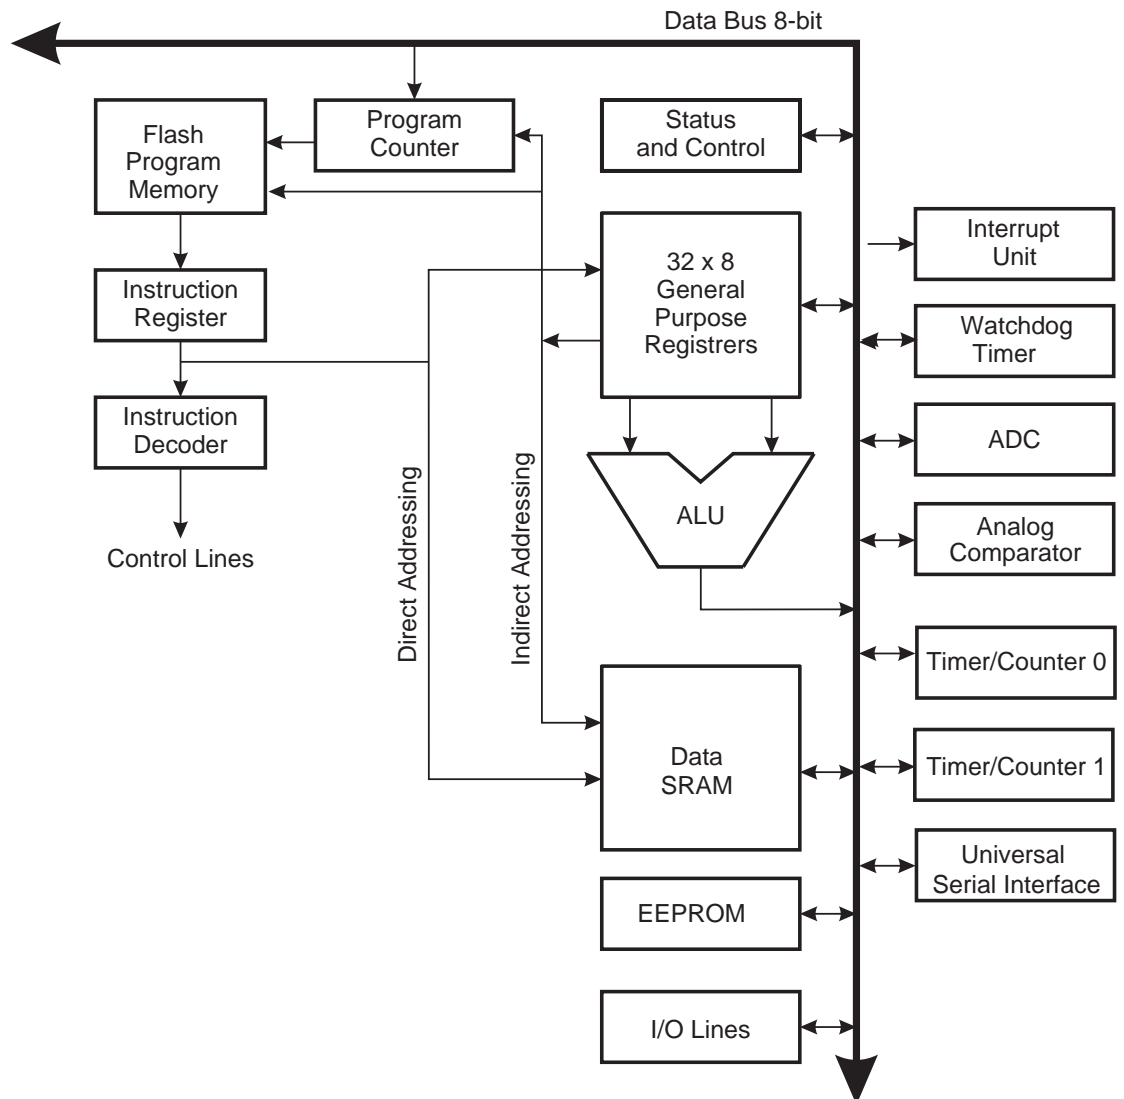 Data Bus 8-bit
Flash
Program
Memory
Program
Counter
Status
and Control
Interrupt
Unit
32 x 8
General
Purpose
Registrers
Instruction
Register
Watchdog
Timer
Instruction
Decoder
ADC
Direct Addressing
Indirect Addressing
ALU
Analog
Comparator
Control Lines
Timer/Counter 0
Data
SRAM
Timer/Counter 1
Universal
Serial Interface
EEPROM
I/O Lines